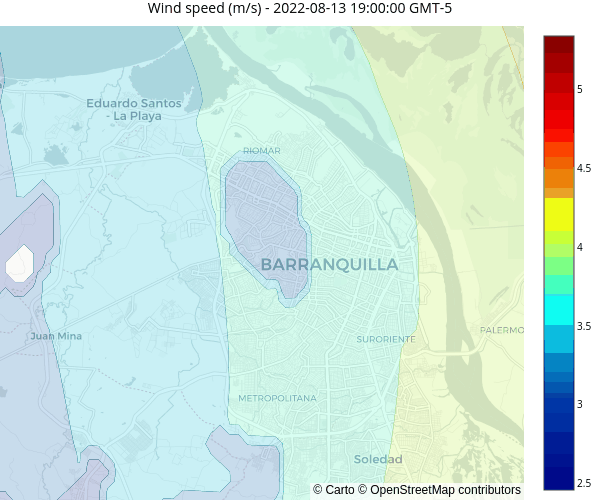 Wind speed (m/s) - 2022-08-13 19:00:00 GMT-5
Eduardo Santos
- La Playa
RIOMAR
BARRANQUILLA
Juan Mina
SURORIENTE
PALERMO
METROPOLITANA
Soledad
© Carto © OpenStreetMap contributors
5
4.5
4
3.5
3
2.5